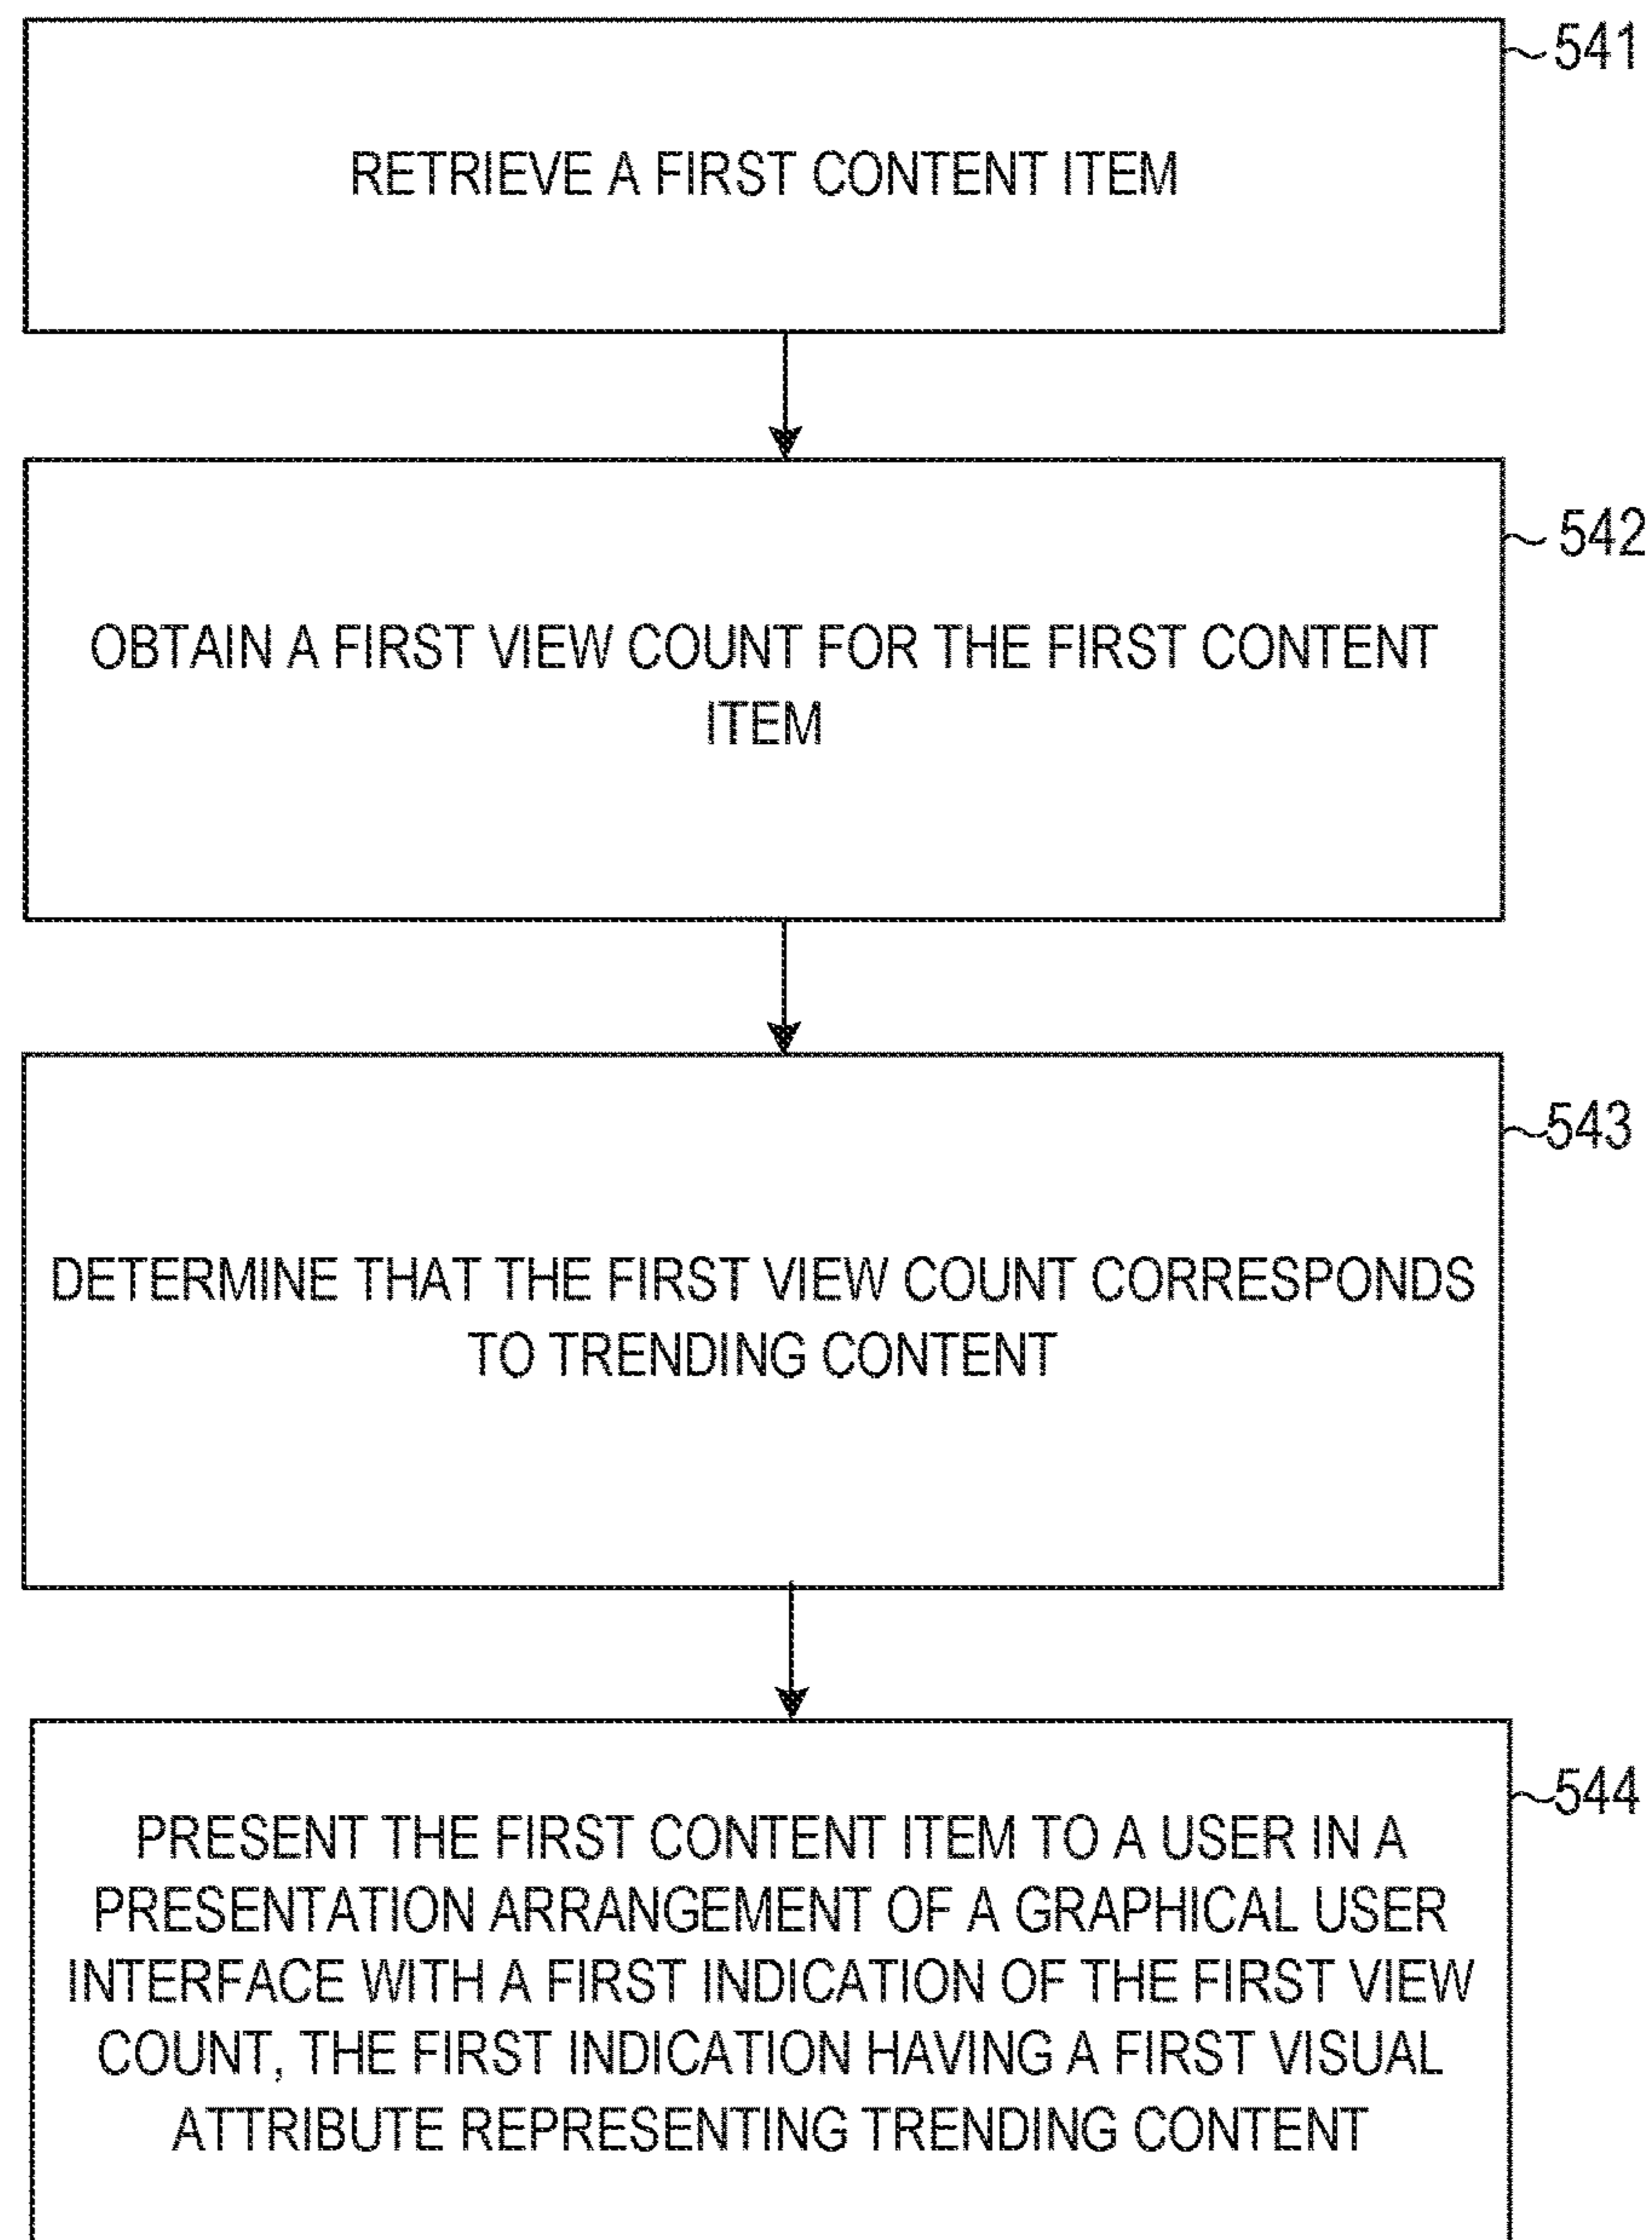 541
RETRIEVE A FIRST CONTENT ITEM
542
OBTAIN A FIRST VIEW COUNT FOR THE FIRST CONTENT
ITEM
543
DETERMINE THAT THE FIRST VIEW COUNT CORRESPONDS
TO TRENDING CONTENT
544
PRESENT THE FIRST CONTENT ITEM TO A USER IN A
PRESENTATION ARRANGEMENT OF A GRAPHICAL USER
INTERFACE WITH A FIRST INDICATION OF THE FIRST VIEW
COUNT, THE FIRST INDICATION HAVING A FIRST VISUAL
ATTRIBUTE REPRESENTING TRENDING CONTENT